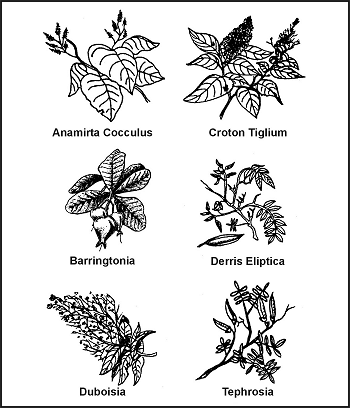 Anamirta Cocculus
Croton Tiglium
Barringtonia
Derris Eliptica
Duboisia
Tephrosia